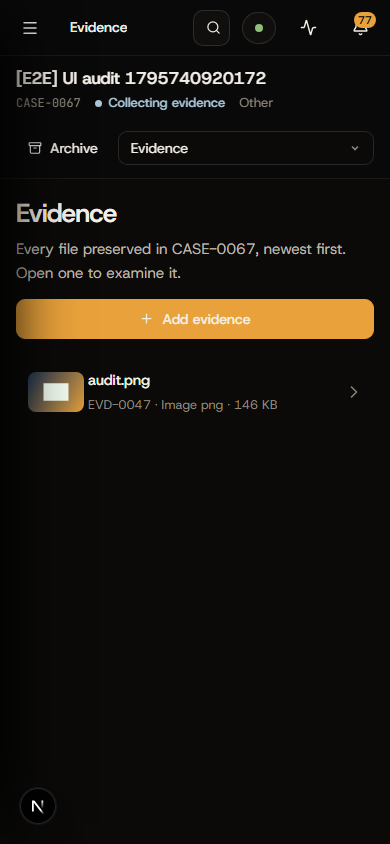 Evidence
77
[E2E] UI audit 1795740920172
CASE-0067 Collecting evidence Other
Archive Evidence
Evidence
Every file preserved in CASE-0067, newest first.
Open one to examine it.
+ Add evidence
audit.png
EVD-0047 · Image png · 146 KB
N